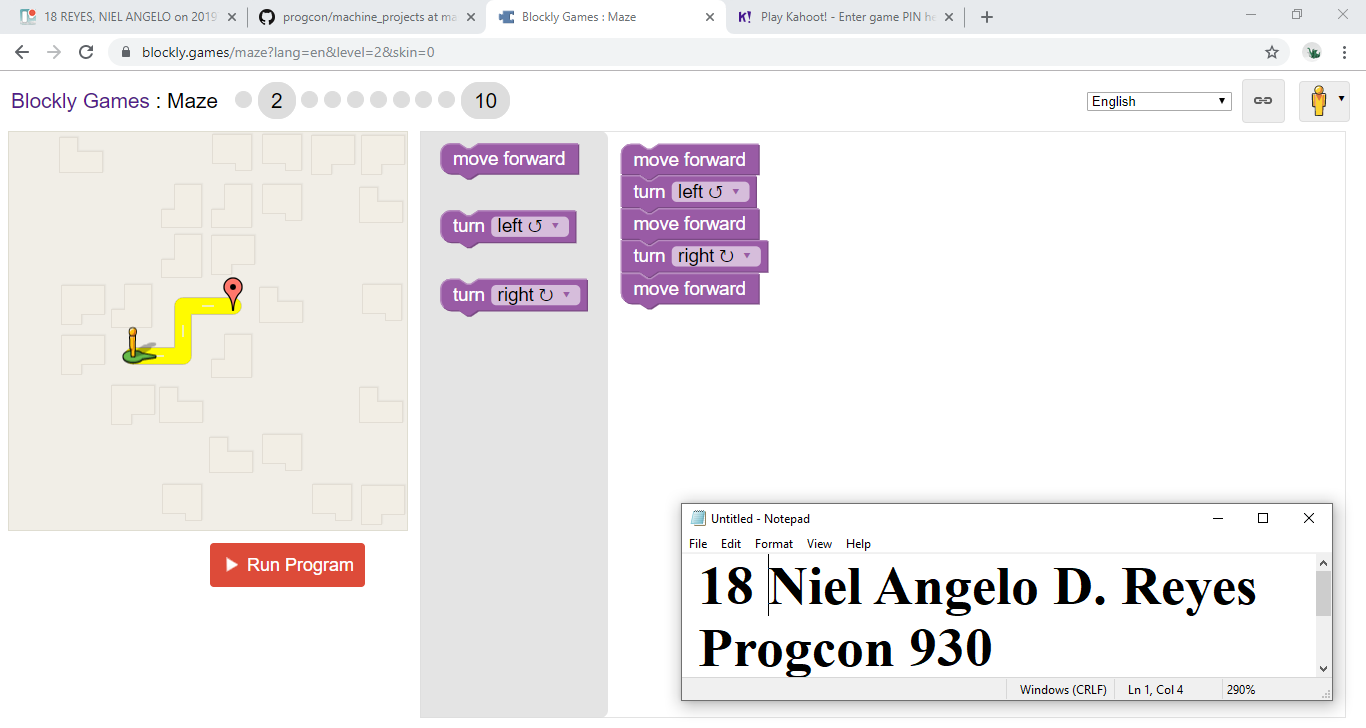 18 REYES, NIEL ANGELO on 2019
progcon/machine_projects at ma
Blockly Games : Maze
Play Kahoot! - Enter game PIN he
blockly.games/maze?lang=en&level=2&skin=0
Blockly Games : Maze 2 10
English
move forward
turn left ↺
turn right ↻
move forward
turn left ↺
move forward
turn right ↻
move forward
Run Program
Untitled - Notepad
File Edit Format View Help
18 Niel Angelo D. Reyes
Progcon 930
Windows (CRLF) Ln 1, Col 4 290%